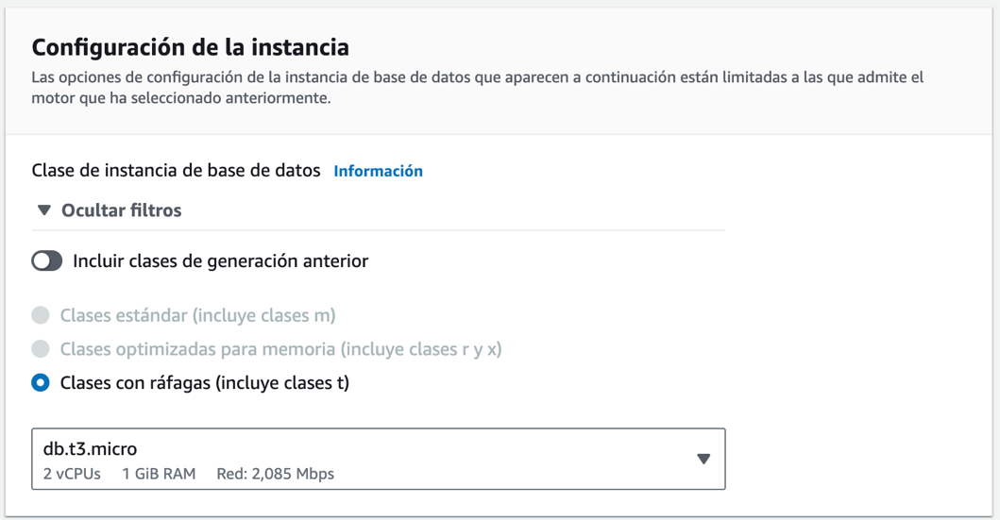 Configuración de la instancia
Las opciones de configuración de la instancia de base de datos que aparecen a continuación están limitadas a las que admite el
motor que ha seleccionado anteriormente.
Clase de instancia de base de datos Información
Ocultar filtros
Incluir clases de generación anterior
Clases estándar (incluye clases m)
Clases optimizadas para memoria (incluye clases r y x)
Clases con ráfagas (incluye clases t)
db.t3.micro
2 vCPUs 1 GiB RAM Red: 2,085 Mbps